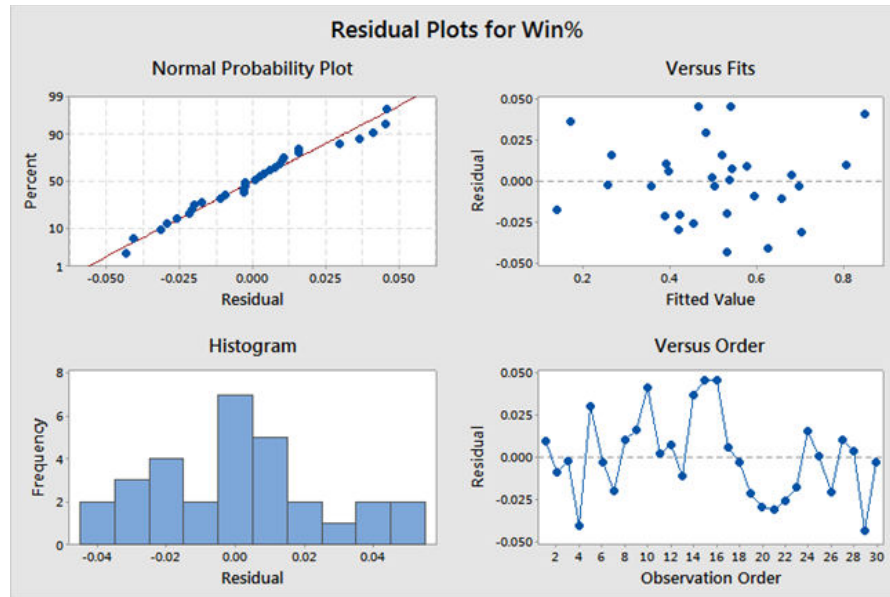 Residual Plots for Win%
Normal Probability Plot
99
90
50
10
1
Percent
-0.050 -0.025 0.000 0.025 0.050
Residual
Versus Fits
0.050
0.025
0.000
-0.025
-0.050
Residual
0.2 0.4 0.6 0.8
Fitted Value
Histogram
8
6
4
2
0
Frequency
-0.04 -0.02 0.00 0.02 0.04
Residual
Versus Order
0.050
0.025
0.000
-0.025
-0.050
Residual
2 4 6 8 10 12 14 16 18 20 22 24 26 28 30
Observation Order